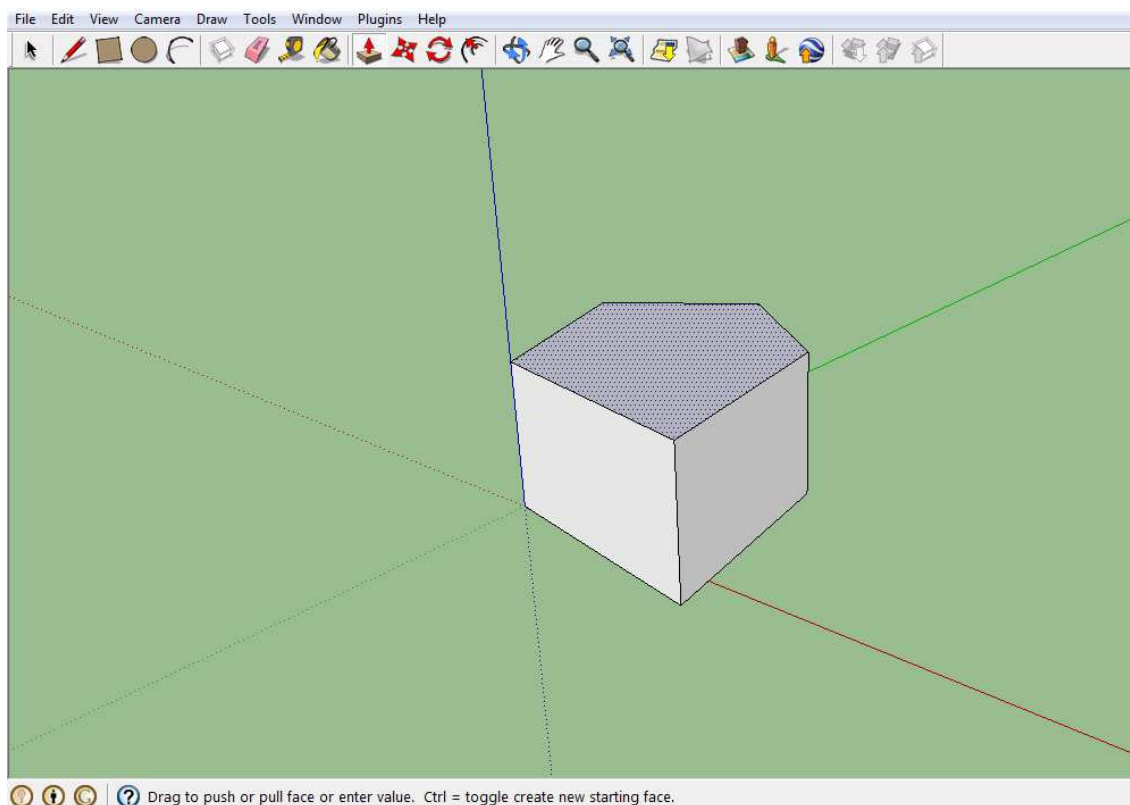 File Edit View Camera Draw Tools Window Plugins Help
Drag to push or pull face or enter value. Ctrl = toggle create new starting face.